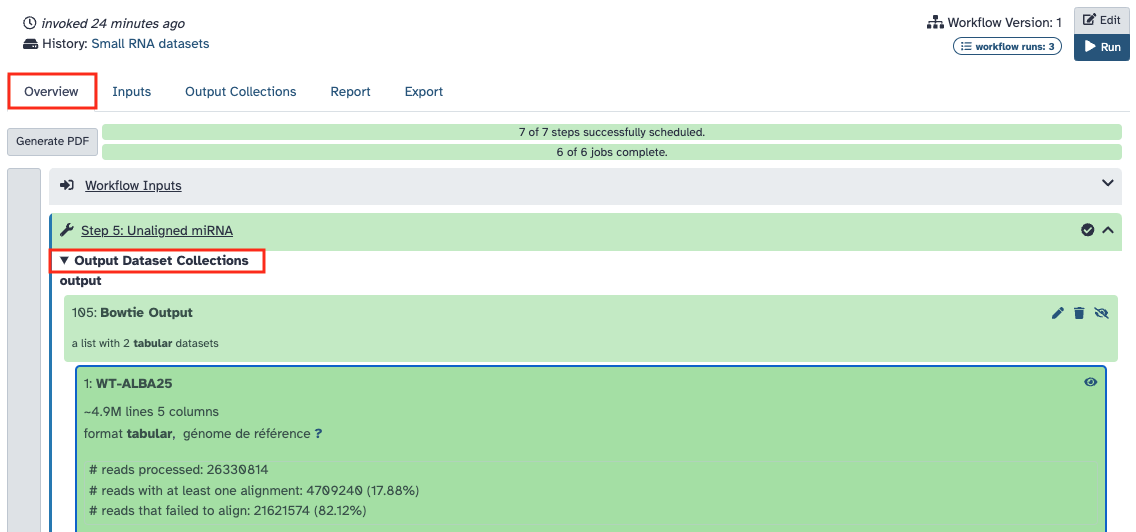 invoked 24 minutes ago
History: Small RNA datasets
Workflow Version: 1
workflow runs: 3
Edit
Run
Overview
Inputs
Output Collections
Report
Export
Generate PDF
7 of 7 steps successfully scheduled.
6 of 6 jobs complete.
Workflow Inputs
Step 5: Unaligned miRNA
▼ Output Dataset Collections
output
105: Bowtie Output
a list with 2 tabular datasets
1: WT-ALBA25
~4.9M lines 5 columns
format tabular, génome de référence ?
# reads processed: 26330814
# reads with at least one alignment: 4709240 (17.88%)
# reads that failed to align: 21621574 (82.12%)